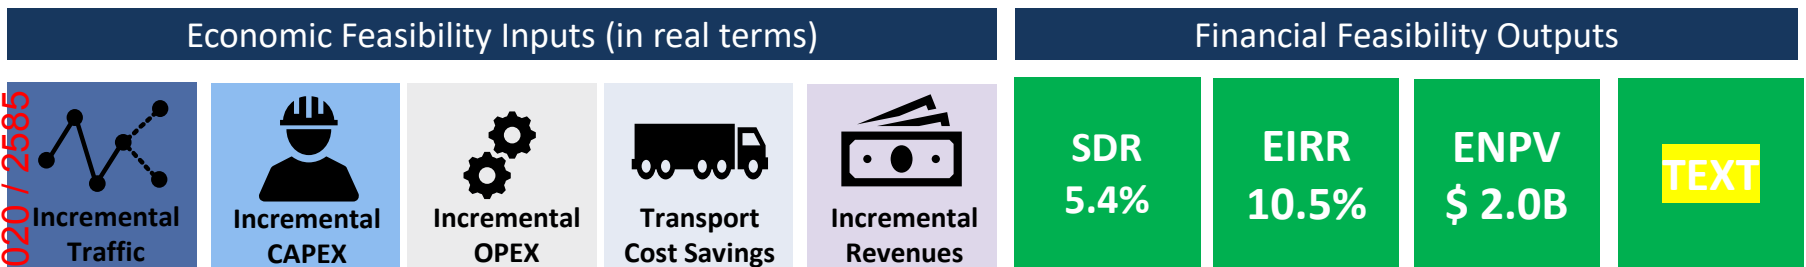 Economic Feasibility Inputs (in real terms)
Financial Feasibility Outputs
020 / 2585
Incremental
Traffic
Incremental
CAPEX
Incremental
OPEX
Transport
Cost Savings
Incremental
Revenues
SDR
5.4%
EIRR
10.5%
ENPV
$ 2.0B
TEXT